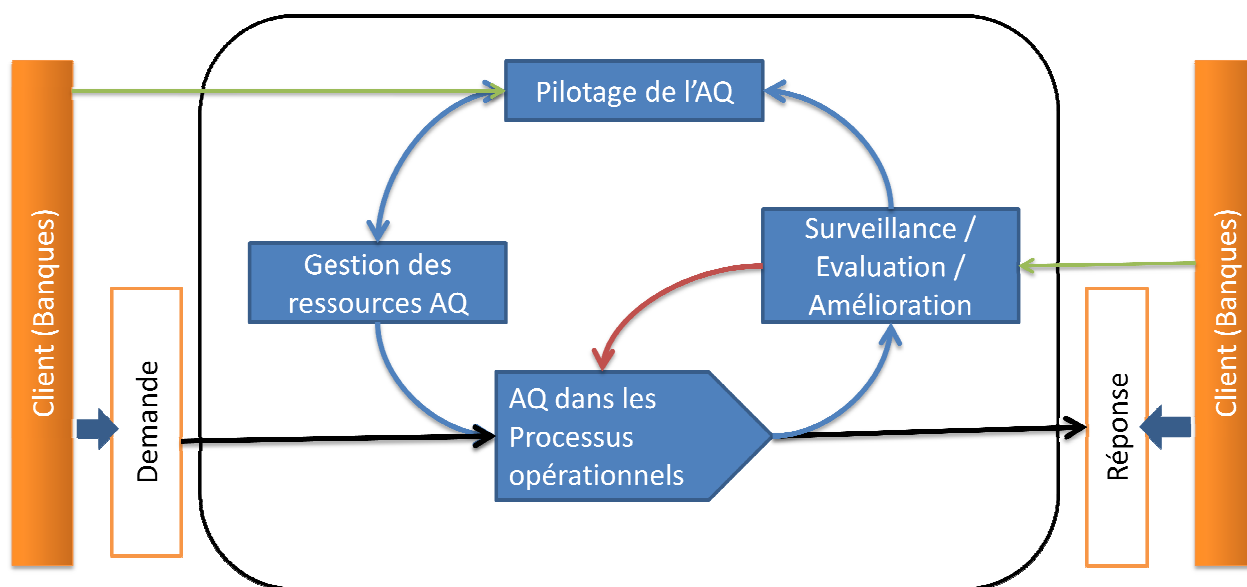 Client (Banques)
Demande
Pilotage de l'AQ
Gestion des
ressources AQ
Surveillance /
Evaluation /
Amélioration
AQ dans les
Processus
opérationnels
Réponse
Client (Banques)